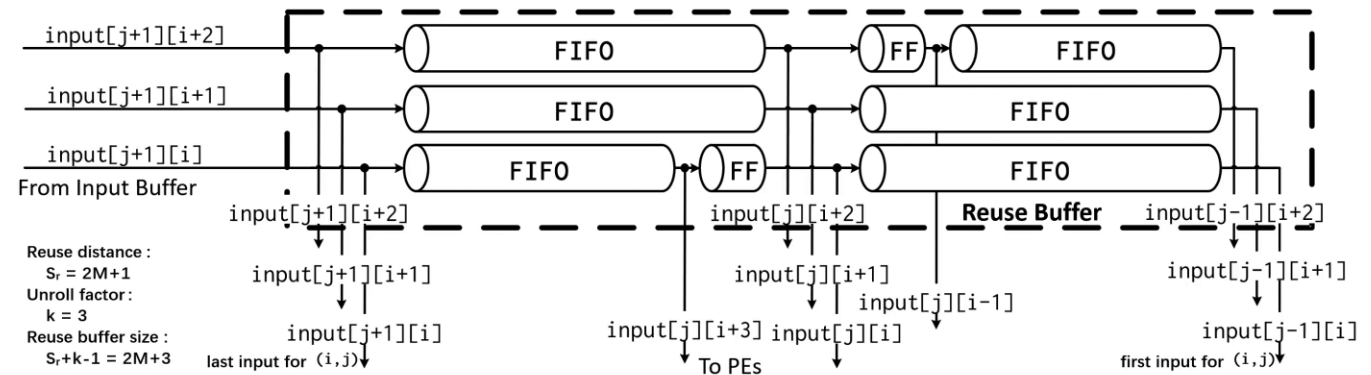 input[j+1][i+2]
FIFO
FF
FIFO
input[j+1][i+1]
FIFO
FIFO
input[j+1][i]
FIFO
FF
FIFO
From Input Buffer
input[j+1][i+2]
input[j][i+2]
Reuse Buffer
input[j-1][i+2]
Reuse distance :
Sr = 2M+1
Unroll factor :
k = 3
Reuse buffer size :
Sr+k-1 = 2M+3
input[j+1][i+1]
input[j][i+1]
input[j-1][i+1]
input[j][i-1]
input[j+1][i]
input[j][i+3]
input[j][i]
input[j-1][i]
last input for (i,j)
To PEs
first input for (i,j)